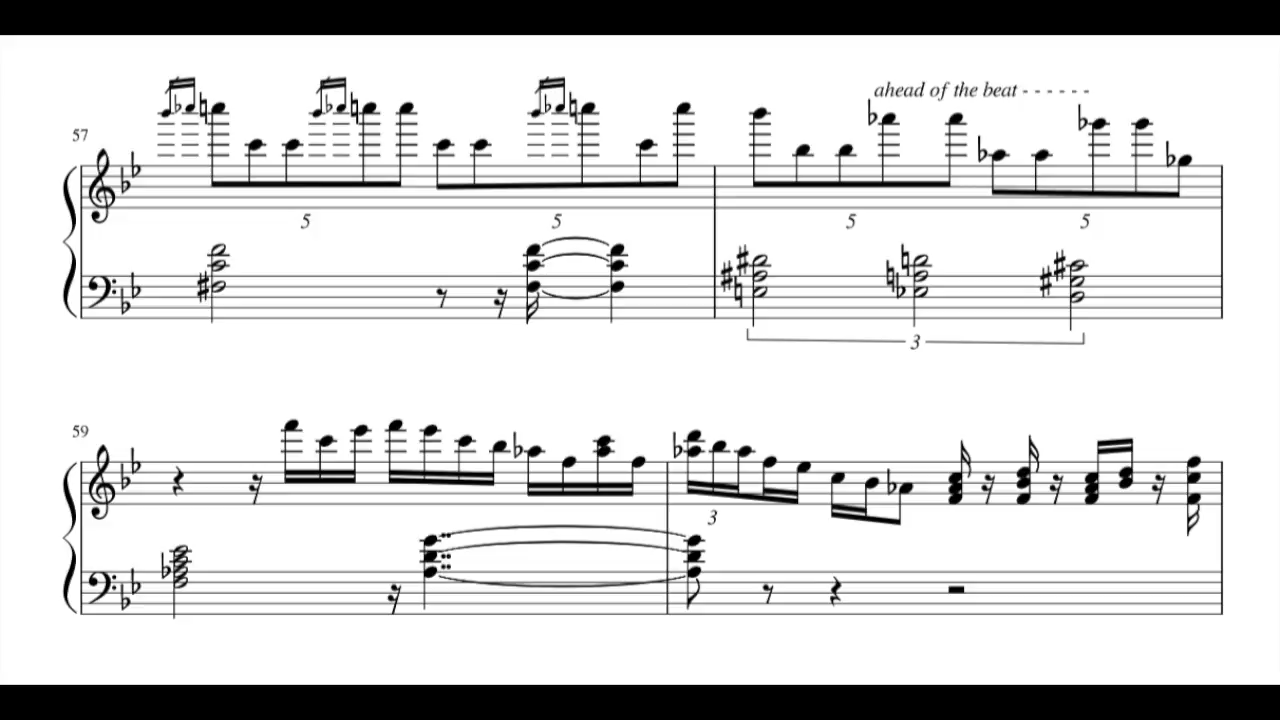 ahead of the beat - - - - - -
57
5 5 5 5
3
59
3